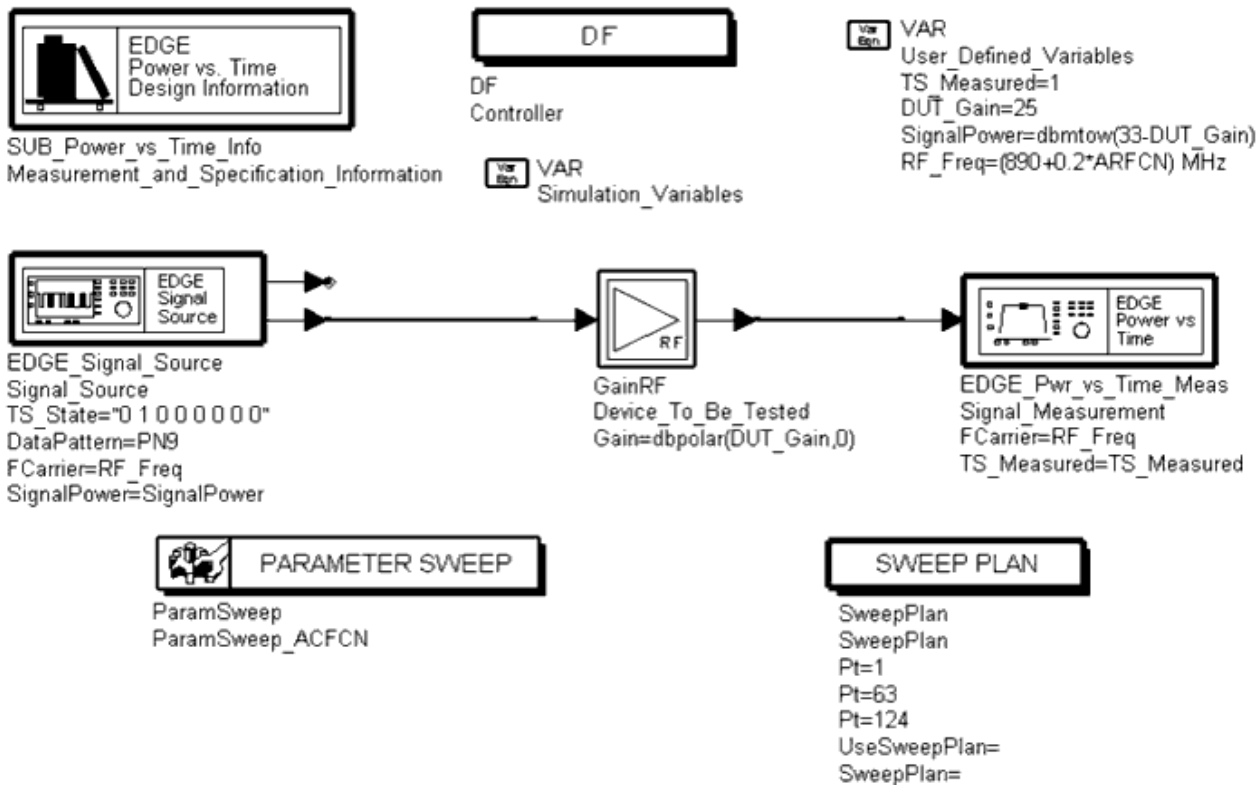 EDGE
Power vs. Time
Design Information
SUB_Power_vs_Time_Info
Measurement_and_Specification_Information
DF
DF
Controller
Var
Eqn
VAR
Simulation_Variables
Var
Eqn
VAR
User_Defined_Variables
TS_Measured=1
DUT_Gain=25
SignalPower=dbmtow(33-DUT_Gain)
RF_Freq=(890+0.2*ARFCN) MHz
EDGE
Signal
Source
EDGE_Signal_Source
Signal_Source
TS_State="0 1 0 0 0 0 0 0"
DataPattern=PN9
FCarrier=RF_Freq
SignalPower=SignalPower
RF
GainRF
Device_To_Be_Tested
Gain=dbpolar(DUT_Gain,0)
EDGE
Power vs
Time
EDGE_Pwr_vs_Time_Meas
Signal_Measurement
FCarrier=RF_Freq
TS_Measured=TS_Measured
PARAMETER SWEEP
ParamSweep
ParamSweep_ACFCN
SWEEP PLAN
SweepPlan
SweepPlan
Pt=1
Pt=63
Pt=124
UseSweepPlan=
SweepPlan=